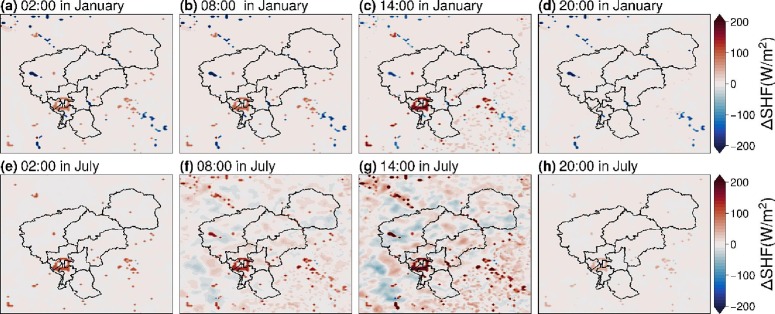 (a) 02:00 in January
(b) 08:00 in January
(c) 14:00 in January
(d) 20:00 in January
200
100
0
−100
−200
ΔSHF(W/m²)
(e) 02:00 in July
(f) 08:00 in July
(g) 14:00 in July
(h) 20:00 in July
200
100
0
−100
−200
ΔSHF(W/m²)